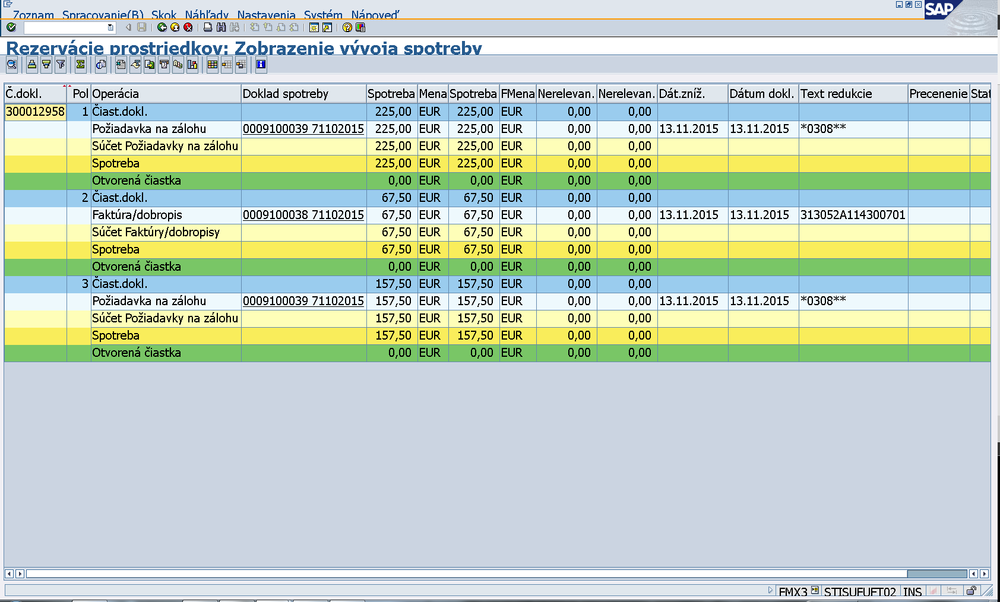 Zoznam Spracovanie(B) Skok Náhľady Nastavenia Systém Nápoveď
SAP
Rezervácie prostriedkov: Zobrazenie vývoja spotreby
Č.dokl. Pol Operácia Doklad spotreby Spotreba Mena Spotreba FMena Nerelevan. Nerelevan. Dát.zníž. Dátum dokl. Text redukcie Precenenie Stat
300012958 1 Čiast.dokl. 225,00 EUR 225,00 EUR 0,00 0,00
Požiadavka na zálohu 0009100039 71102015 225,00 EUR 225,00 EUR 0,00 0,00 13.11.2015 13.11.2015 *0308**
Súčet Požiadavky na zálohu 225,00 EUR 225,00 EUR 0,00 0,00
Spotreba 225,00 EUR 225,00 EUR 0,00 0,00
Otvorená čiastka 0,00 EUR 0,00 EUR 0,00 0,00
2 Čiast.dokl. 67,50 EUR 67,50 EUR 0,00 0,00
Faktúra/dobropis 0009100038 71102015 67,50 EUR 67,50 EUR 0,00 0,00 13.11.2015 13.11.2015 313052A114300701
Súčet Faktúry/dobropisy 67,50 EUR 67,50 EUR 0,00 0,00
Spotreba 67,50 EUR 67,50 EUR 0,00 0,00
Otvorená čiastka 0,00 EUR 0,00 EUR 0,00 0,00
3 Čiast.dokl. 157,50 EUR 157,50 EUR 0,00 0,00
Požiadavka na zálohu 0009100039 71102015 157,50 EUR 157,50 EUR 0,00 0,00 13.11.2015 13.11.2015 *0308**
Súčet Požiadavky na zálohu 157,50 EUR 157,50 EUR 0,00 0,00
Spotreba 157,50 EUR 157,50 EUR 0,00 0,00
Otvorená čiastka 0,00 EUR 0,00 EUR 0,00 0,00
FMX3 STISUFUFT02 INS